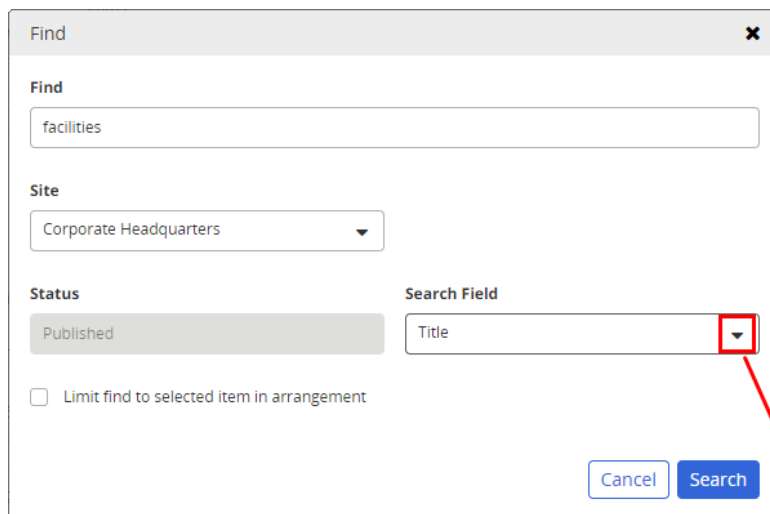 Find
Find
facilities
Site
Corporate Headquarters
Status
Search Field
Published
Title
Limit find to selected item in arrangement
Cancel
Search